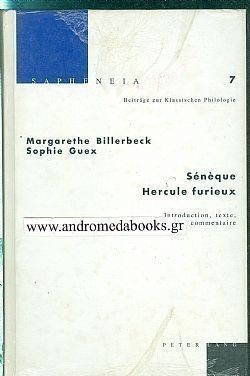 SAPHENEIA
7
Beiträge zur Klassischen Philologie
Margarethe Billerbeck
Sophie Guex
Sénèque
Hercule furieux
Introduction, texte,
commentaire
www.andromedabooks.gr
PETER LANG